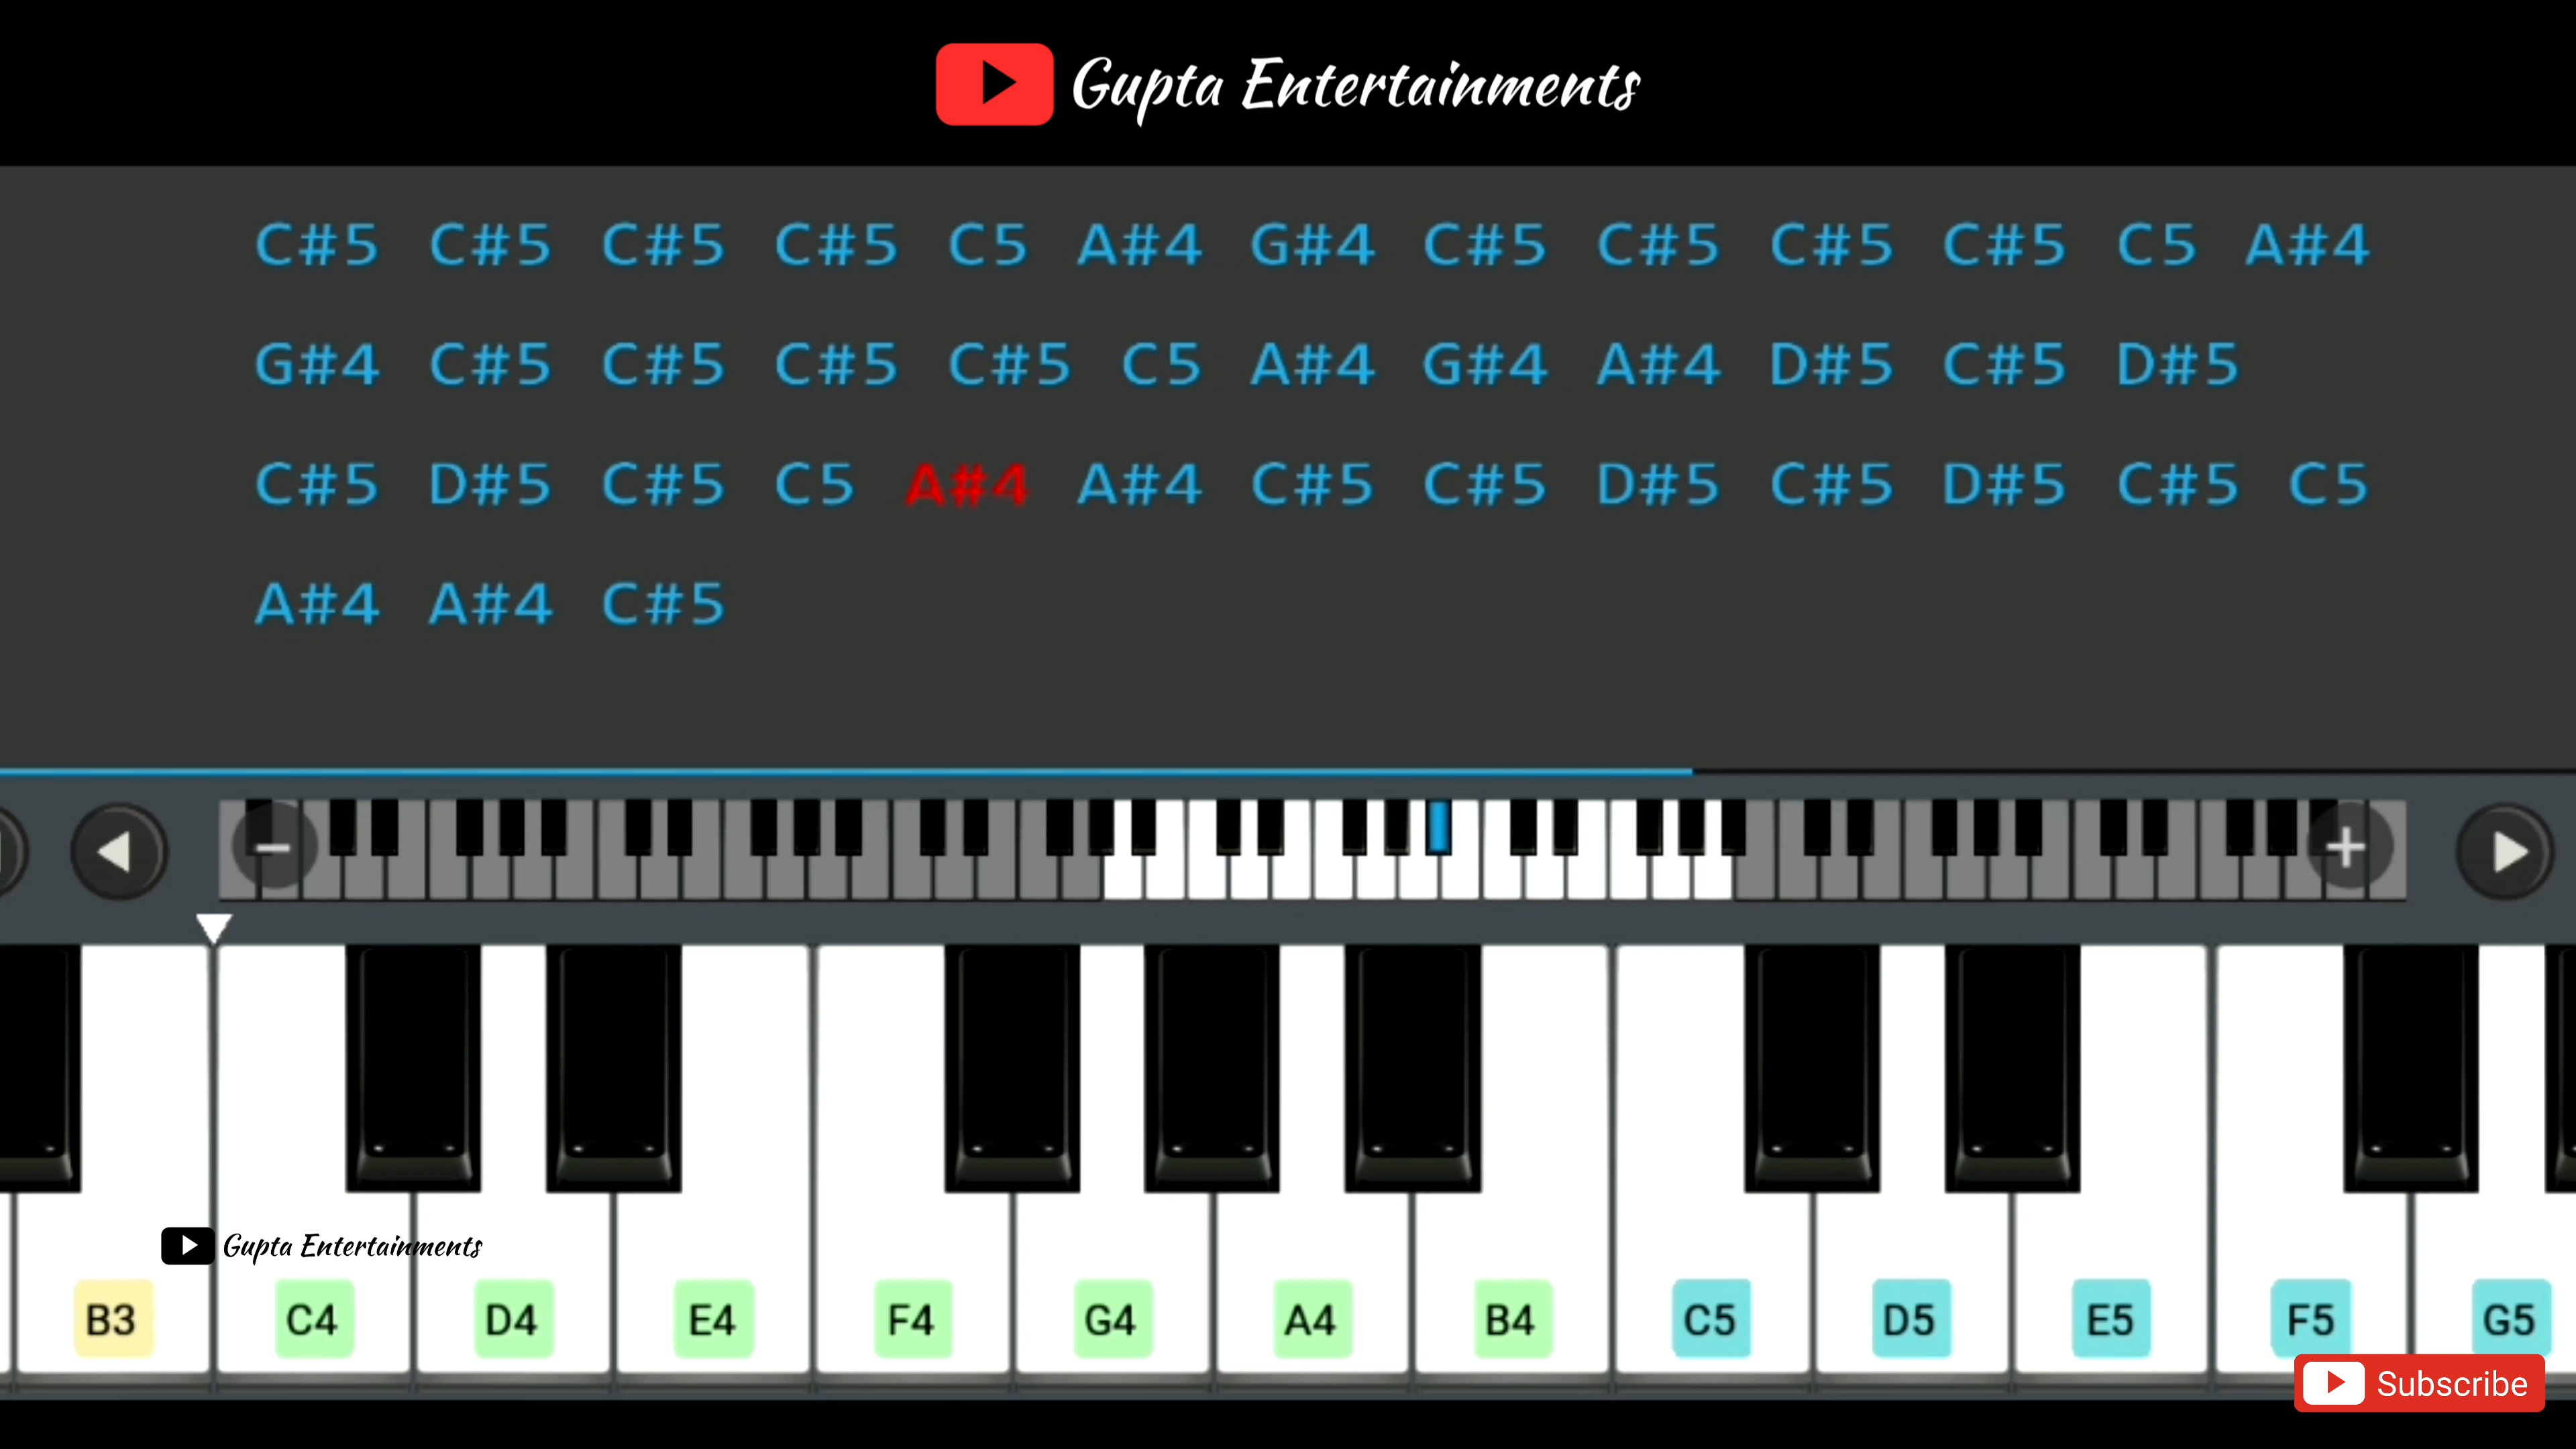 Gupta Entertainments
C#5 C#5 C#5 C#5 C5 A#4 G#4 C#5 C#5 C#5 C#5 C5 A#4
G#4 C#5 C#5 C#5 C#5 C5 A#4 G#4 A#4 D#5 C#5 D#5
C#5 D#5 C#5 C5 A#4 A#4 C#5 C#5 D#5 C#5 D#5 C#5 C5
A#4 A#4 C#5
Gupta Entertainments
B3 C4 D4 E4 F4 G4 A4 B4 C5 D5 E5 F5 G5
Subscribe